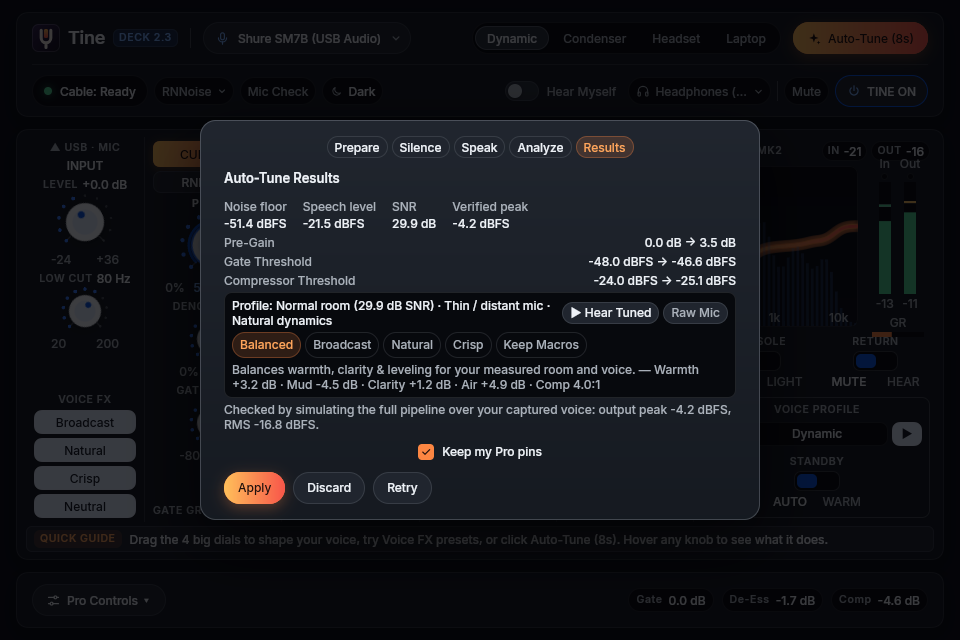 Tine DECK 2.3 Shure SM7B (USB Audio) Dynamic Condenser Headset Laptop Auto-Tune (8s)
Cable: Ready RNNoise Mic Check Dark Hear Myself Headphones (... Mute TINE ON
▲ USB · MIC
INPUT
LEVEL +0.0 dB
-24 +36
LOW CUT 80 Hz
20 200
VOICE FX
Broadcast
Natural
Crisp
Neutral
Prepare Silence Speak Analyze Results
Auto-Tune Results
Noise floor Speech level SNR Verified peak
-51.4 dBFS -21.5 dBFS 29.9 dB -4.2 dBFS
Pre-Gain 0.0 dB → 3.5 dB
Gate Threshold -48.0 dBFS → -46.6 dBFS
Compressor Threshold -24.0 dBFS → -25.1 dBFS
Profile: Normal room (29.9 dB SNR) · Thin / distant mic ·
Natural dynamics
▶ Hear Tuned Raw Mic
Balanced Broadcast Natural Crisp Keep Macros
Balances warmth, clarity & leveling for your measured room and voice. — Warmth
+3.2 dB · Mud -4.5 dB · Clarity +1.2 dB · Air +4.9 dB · Comp 4.0:1
Checked by simulating the full pipeline over your captured voice: output peak -4.2 dBFS,
RMS -16.8 dBFS.
Keep my Pro pins
Apply Discard Retry
MK2 IN -21 OUT -16
In Out
1k 10k
-13 -11
GR
RETURN
LIGHT MUTE HEAR
VOICE PROFILE
Dynamic
STANDBY
AUTO WARM
QUICK GUIDE Drag the 4 big dials to shape your voice, try Voice FX presets, or click Auto-Tune (8s). Hover any knob to see what it does.
Pro Controls ▾ Gate 0.0 dB De-Ess -1.7 dB Comp -4.6 dB